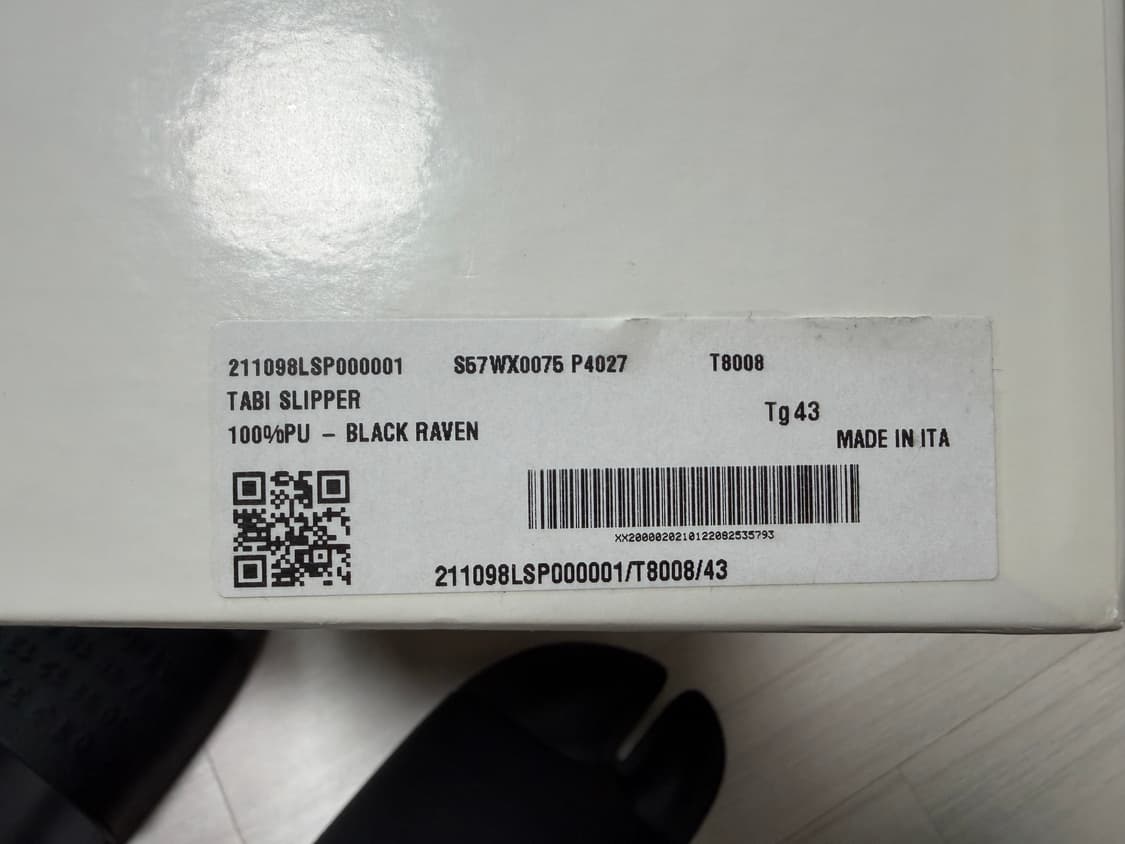 211098LSP000001 S57WX0075 P4027 T8008
TABI SLIPPER
Tg 43
100%PU – BLACK RAVEN
MADE IN ITA
XX2000020210122082535793
211098LSP000001/T8008/43